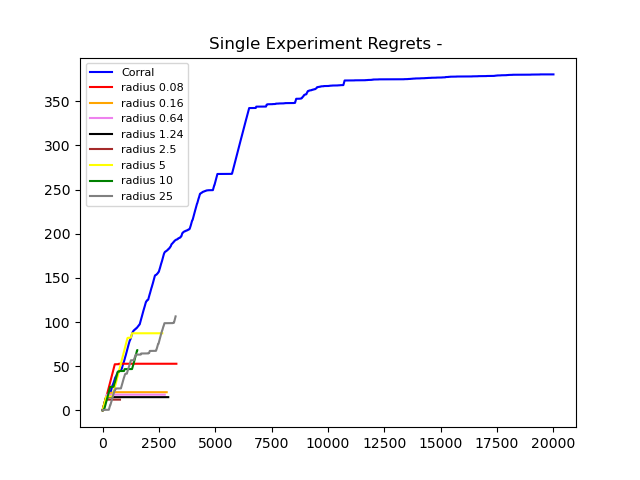 Single Experiment Regrets -
Corral
radius 0.08
radius 0.16
radius 0.64
radius 1.24
radius 2.5
radius 5
radius 10
radius 25
350
300
250
200
150
100
50
0
0 2500 5000 7500 10000 12500 15000 17500 20000